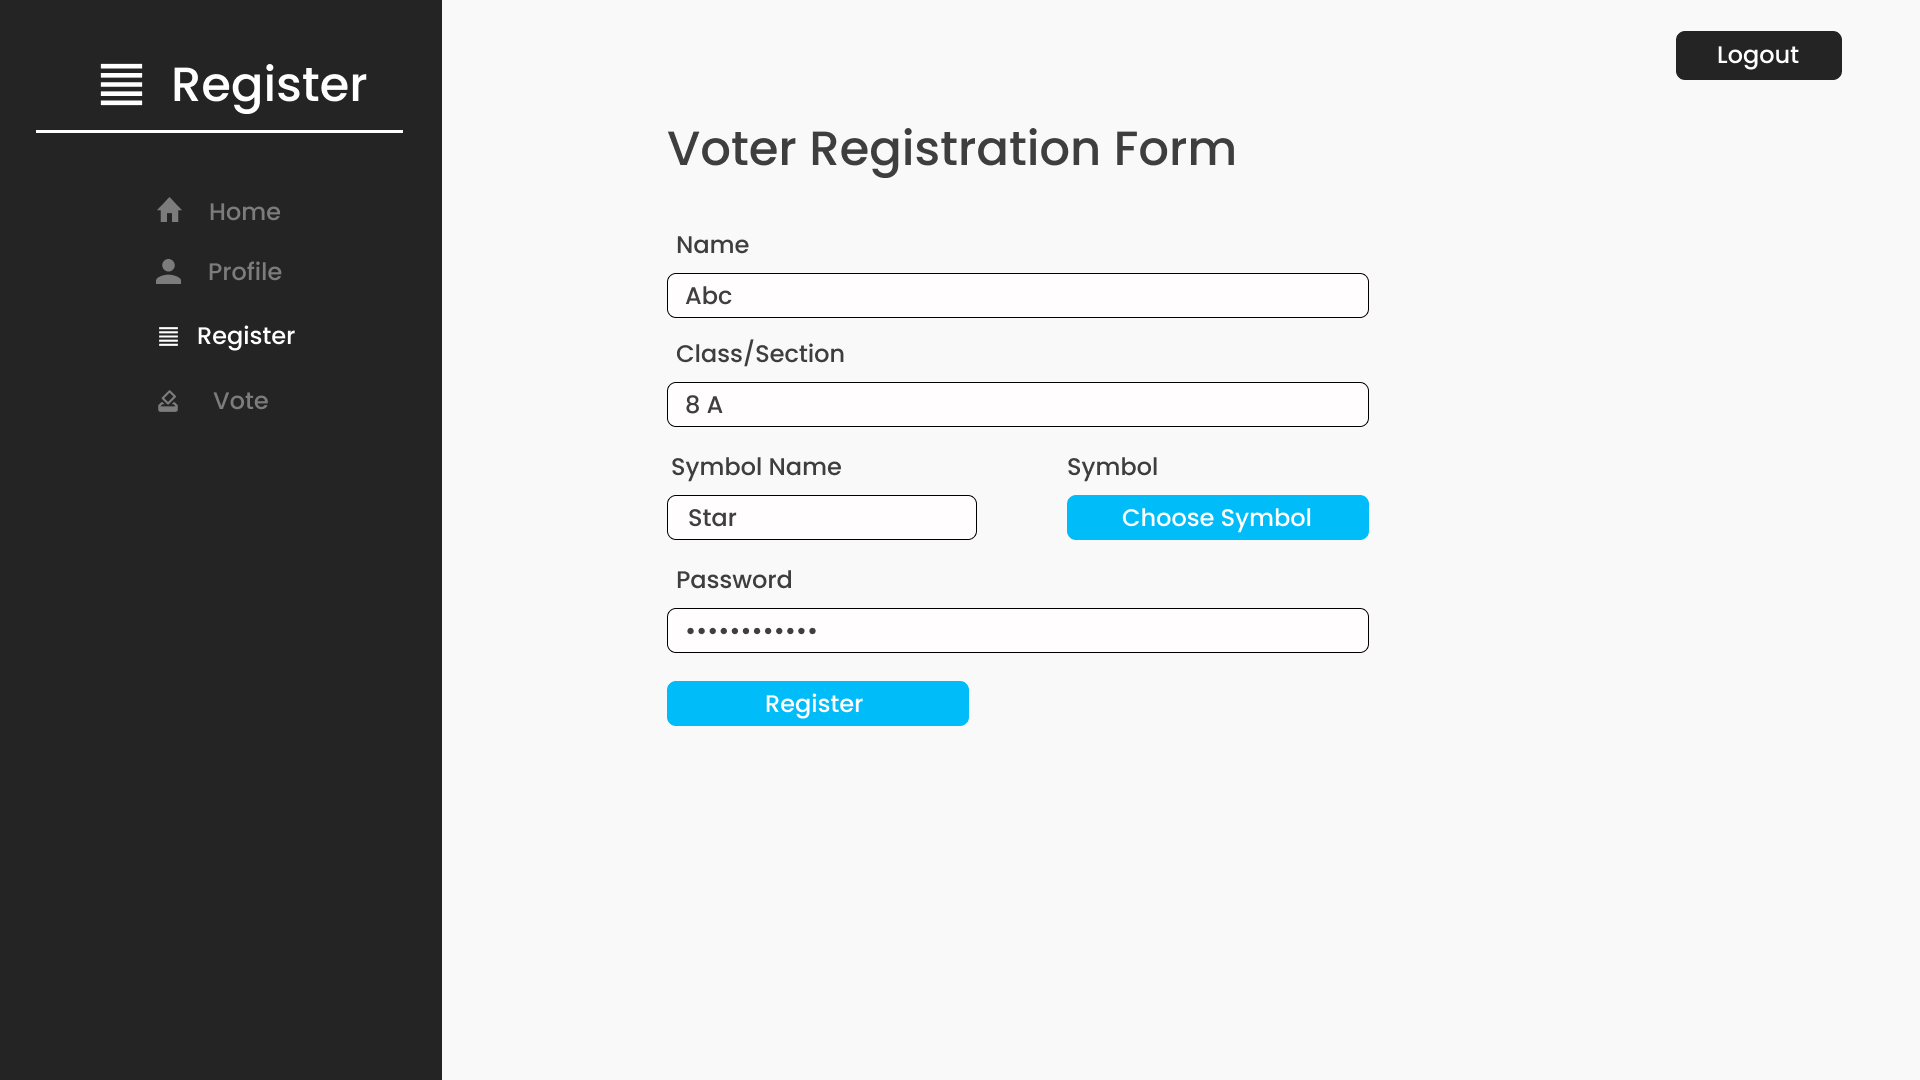 Register
Home
Profile
Register
Vote
Logout
Voter Registration Form
Name
Abc
Class/Section
8 A
Symbol Name
Symbol
Star
Choose Symbol
Password
••••••••••••
Register